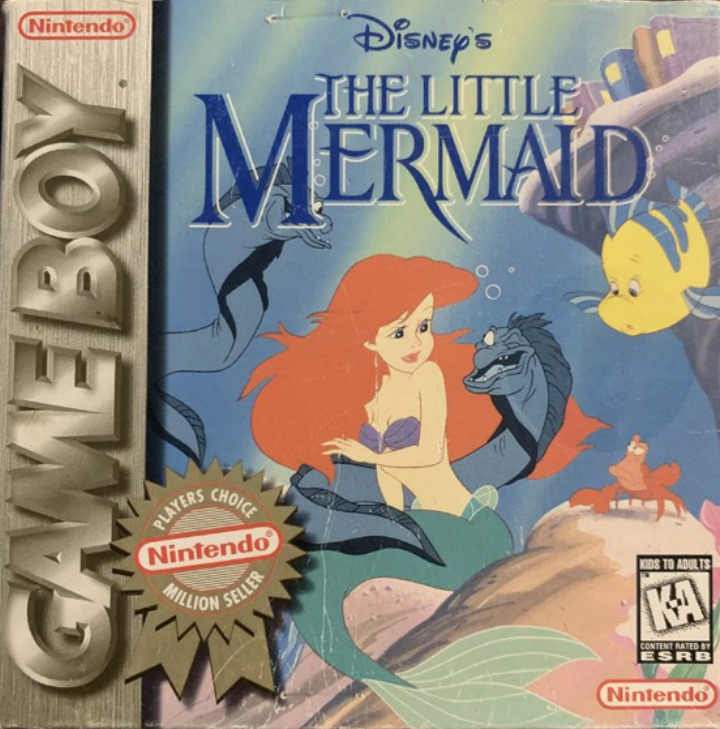 Nintendo®
GAME BOY
Disney's
THE LITTLE
MERMAID
PLAYERS CHOICE
Nintendo®
MILLION SELLER
KIDS TO ADULTS
K-A
CONTENT RATED BY
ESRB
Nintendo®